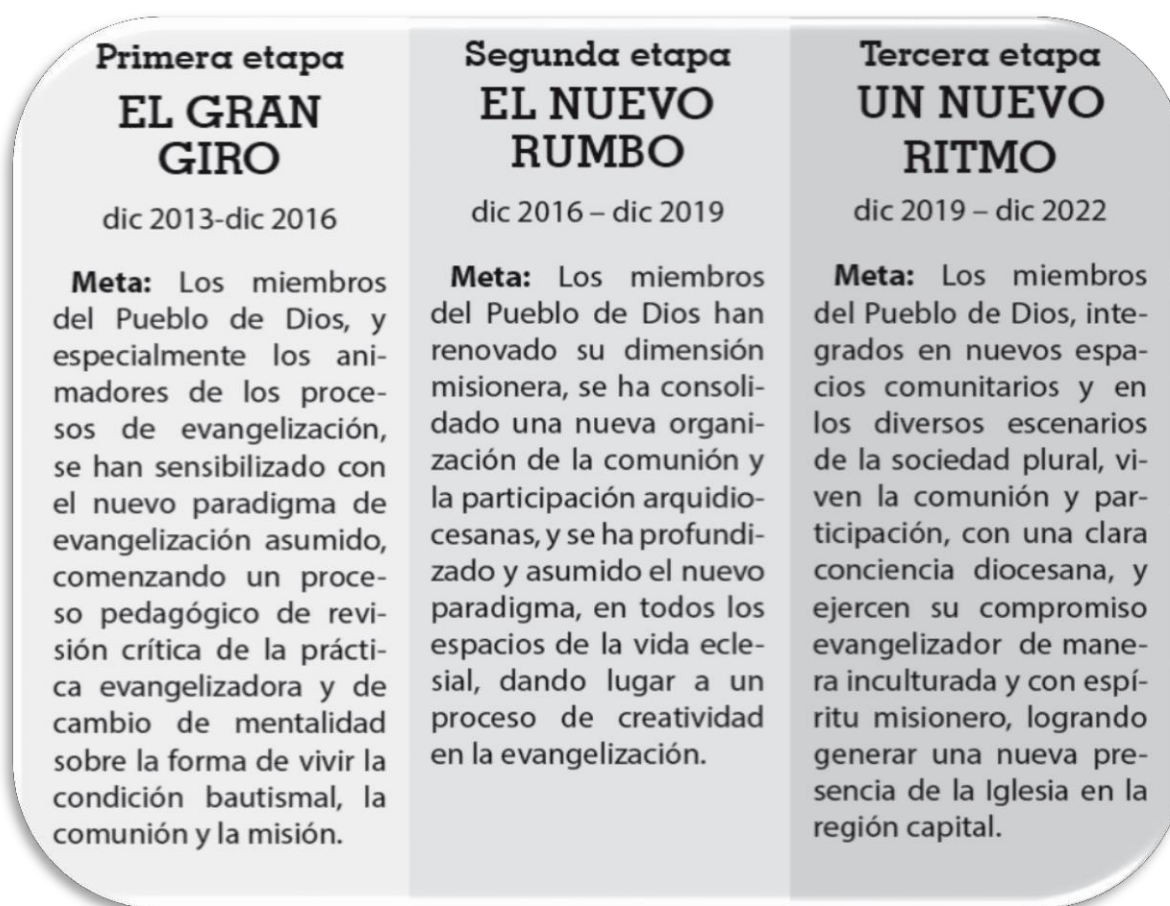 Primera etapa
EL GRAN
GIRO
dic 2013-dic 2016
Meta: Los miembros
del Pueblo de Dios, y
especialmente los ani-
madores de los proce-
sos de evangelización,
se han sensibilizado con
el nuevo paradigma de
evangelización asumido,
comenzando un proce-
so pedagógico de revi-
sión crítica de la prácti-
ca evangelizadora y de
cambio de mentalidad
sobre la forma de vivir la
condición bautismal, la
comunión y la misión.
Segunda etapa
EL NUEVO
RUMBO
dic 2016 – dic 2019
Meta: Los miembros
del Pueblo de Dios han
renovado su dimensión
misionera, se ha consoli-
dado una nueva organi-
zación de la comunión y
la participación arquidio-
cesanas, y se ha profundi-
zado y asumido el nuevo
paradigma, en todos los
espacios de la vida ecle-
sial, dando lugar a un
proceso de creatividad
en la evangelización.
Tercera etapa
UN NUEVO
RITMO
dic 2019 – dic 2022
Meta: Los miembros
del Pueblo de Dios, inte-
grados en nuevos espa-
cios comunitarios y en
los diversos escenarios
de la sociedad plural, vi-
ven la comunión y par-
ticipación, con una clara
conciencia diocesana, y
ejercen su compromiso
evangelizador de mane-
ra inculturada y con espí-
ritu misionero, logrando
generar una nueva pre-
sencia de la Iglesia en la
región capital.